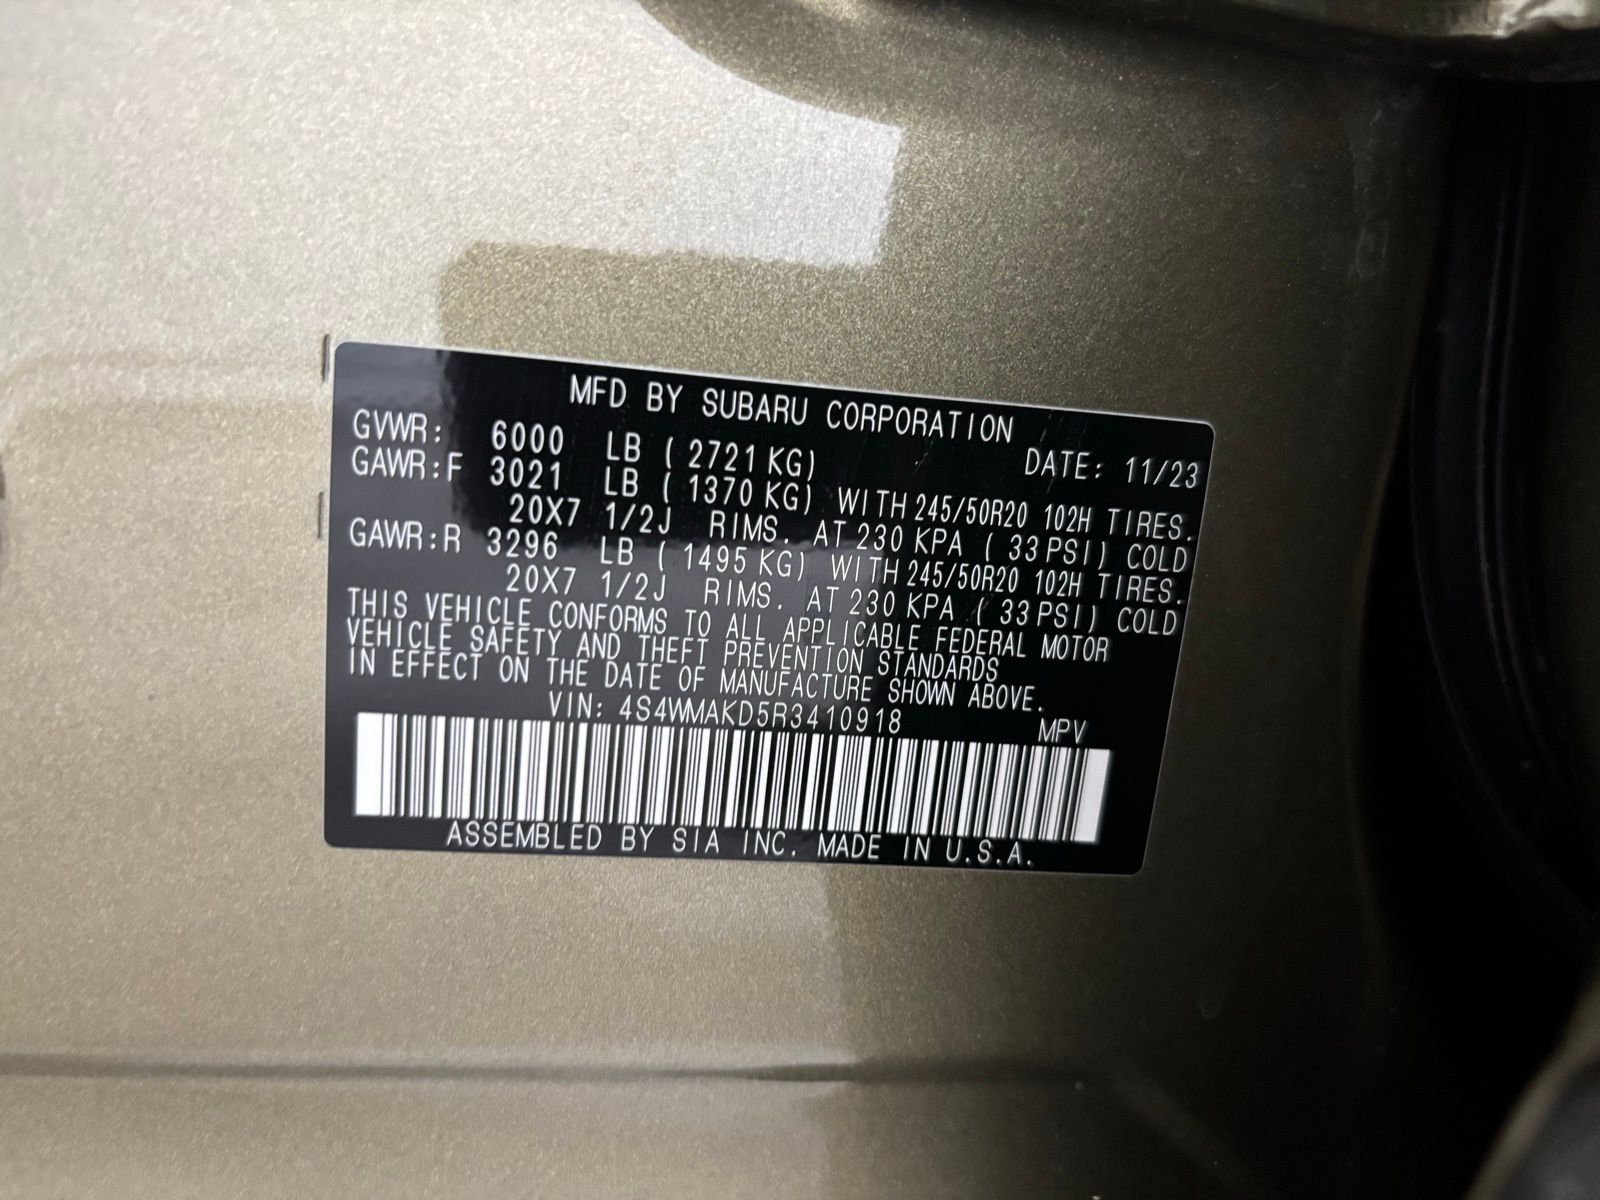 MFD BY SUBARU CORPORATION
GVWR: 6000 LB ( 2721 KG) DATE: 11/23
GAWR:F 3021 LB ( 1370 KG) WITH 245/50R20 102H TIRES.
20X7 1/2J RIMS. AT 230 KPA ( 33 PSI) COLD
GAWR:R 3296 LB ( 1495 KG) WITH 245/50R20 102H TIRES.
20X7 1/2J RIMS. AT 230 KPA ( 33 PSI) COLD
THIS VEHICLE CONFORMS TO ALL APPLICABLE FEDERAL MOTOR
VEHICLE SAFETY AND THEFT PREVENTION STANDARDS
IN EFFECT ON THE DATE OF MANUFACTURE SHOWN ABOVE.
VIN: 4S4WMAKD5R3410918 MPV
ASSEMBLED BY SIA INC. MADE IN U.S.A.